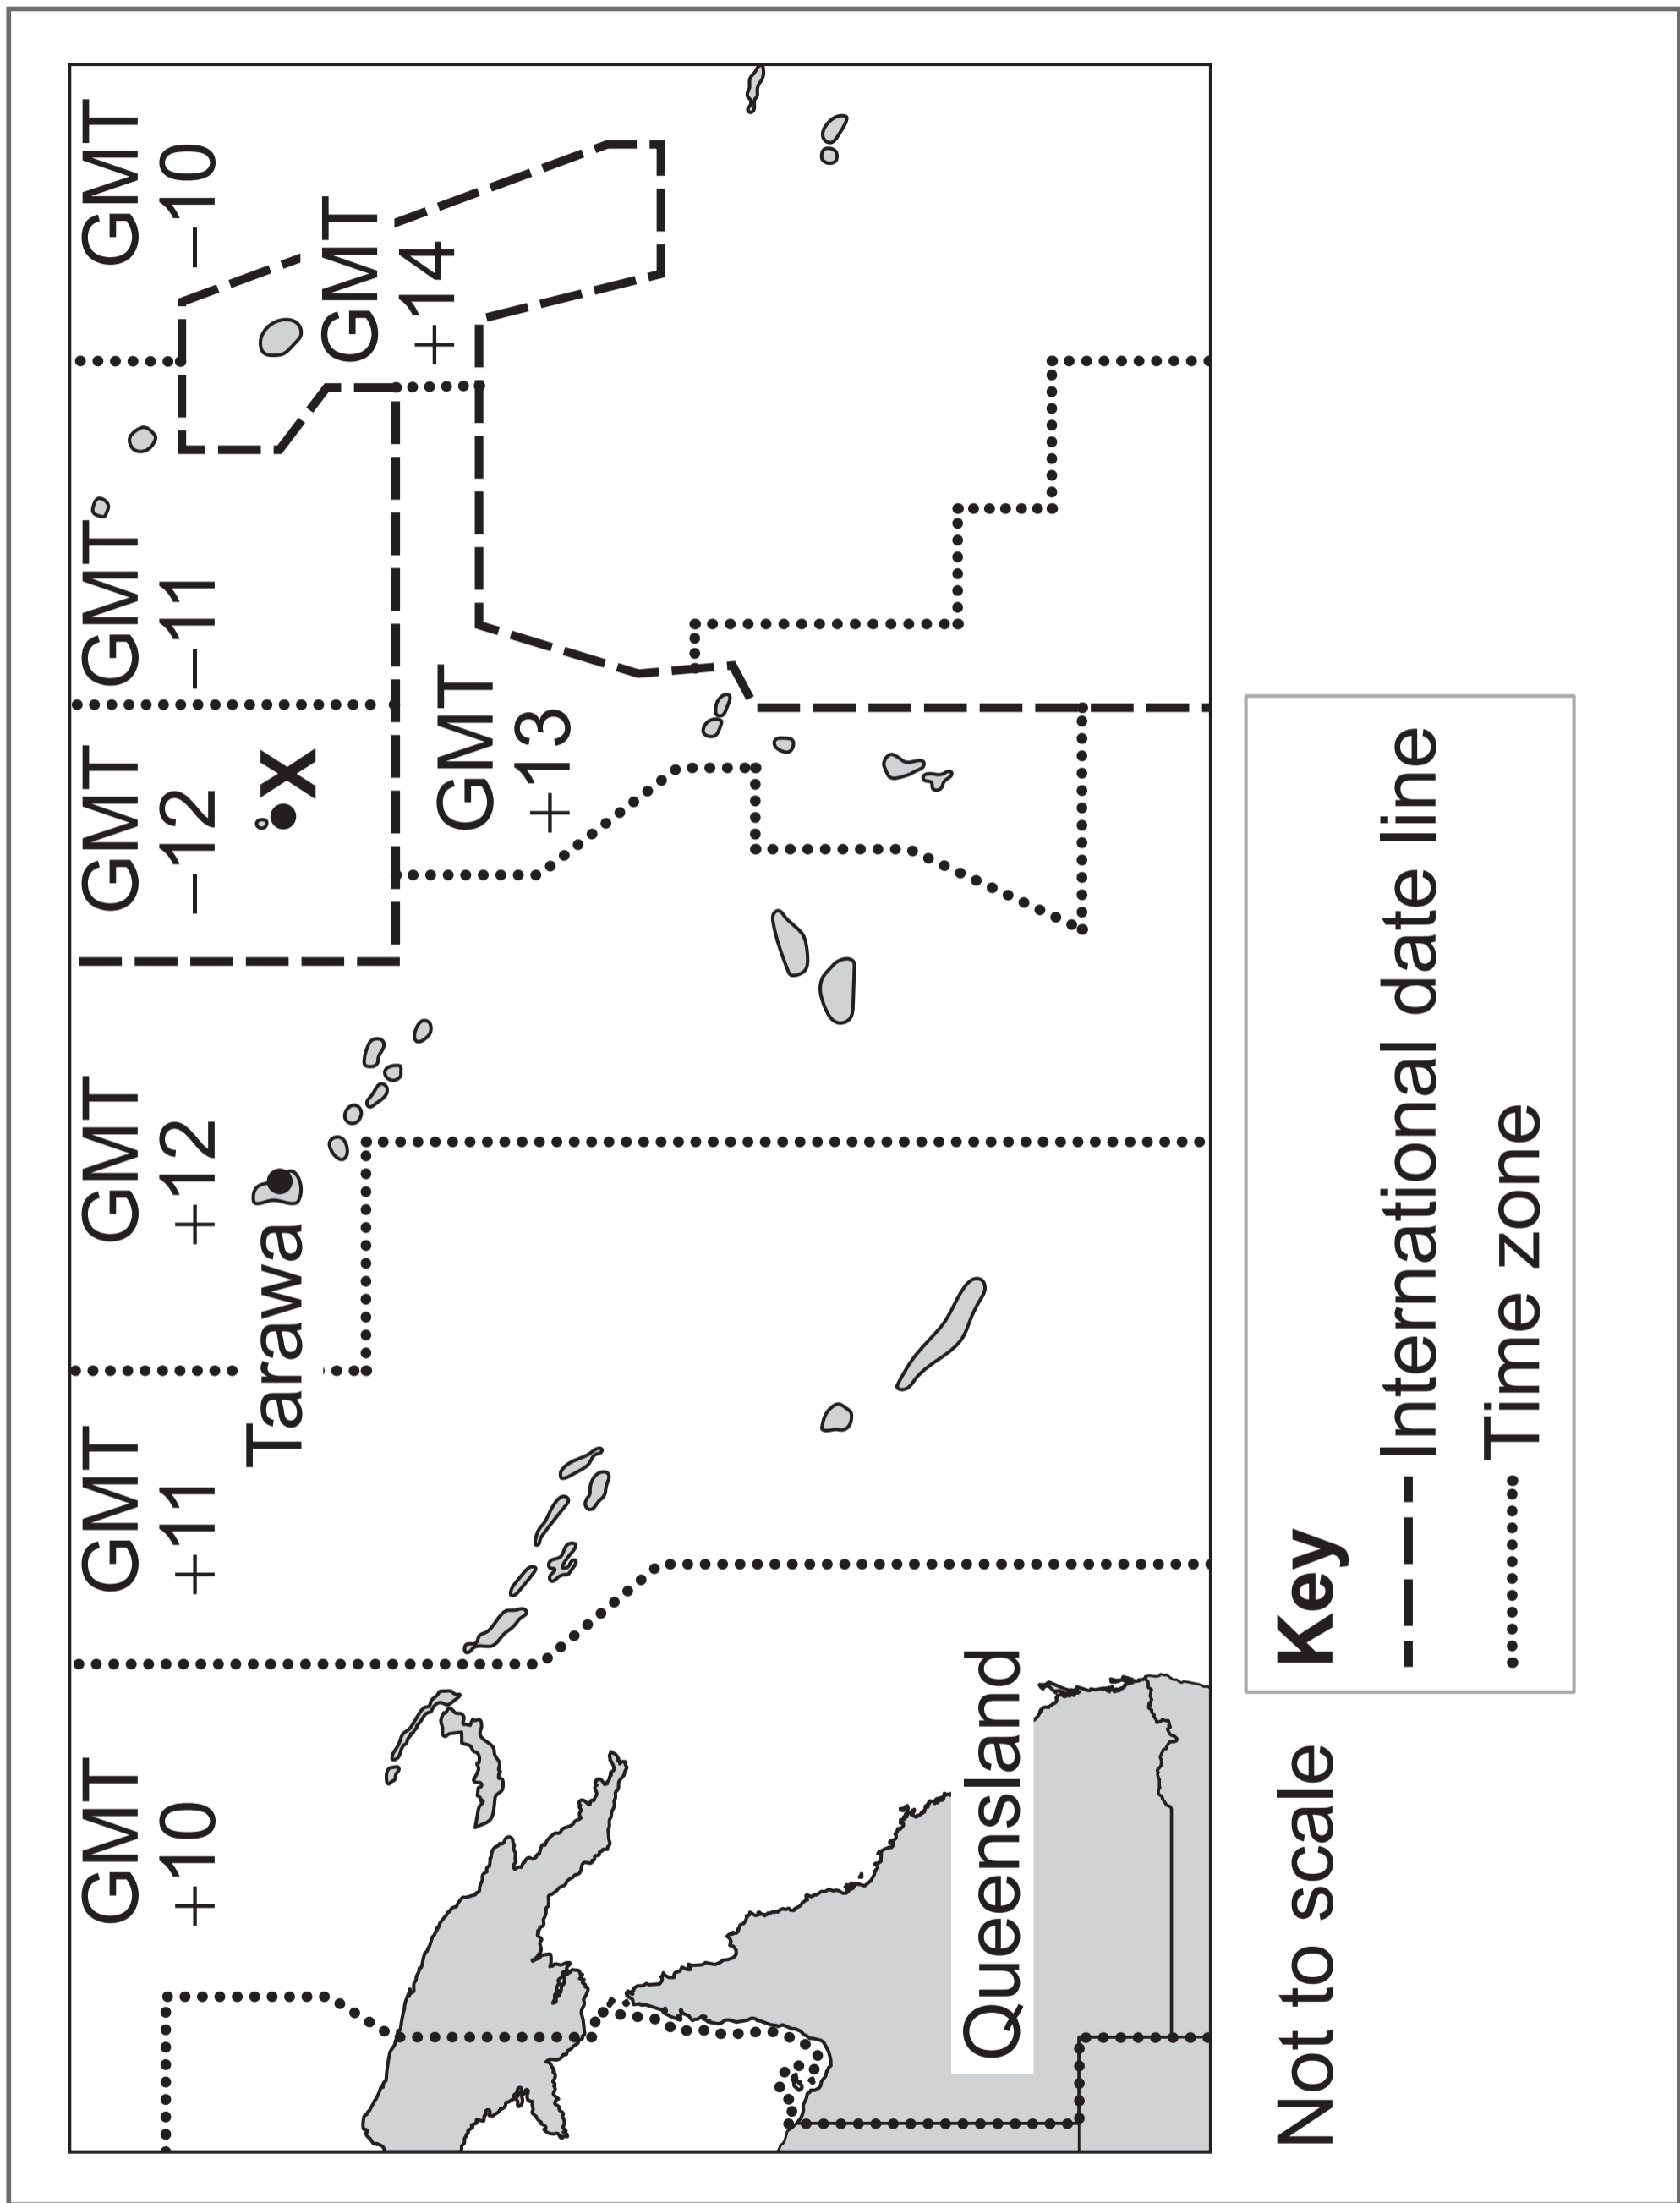 GMT
+10
GMT
+11
GMT
+12
GMT
–12
GMT
–11
GMT
–10
Tarawa
X
GMT
+14
GMT
+13
Queensland
Not to scale
Key
International date line
Time zone